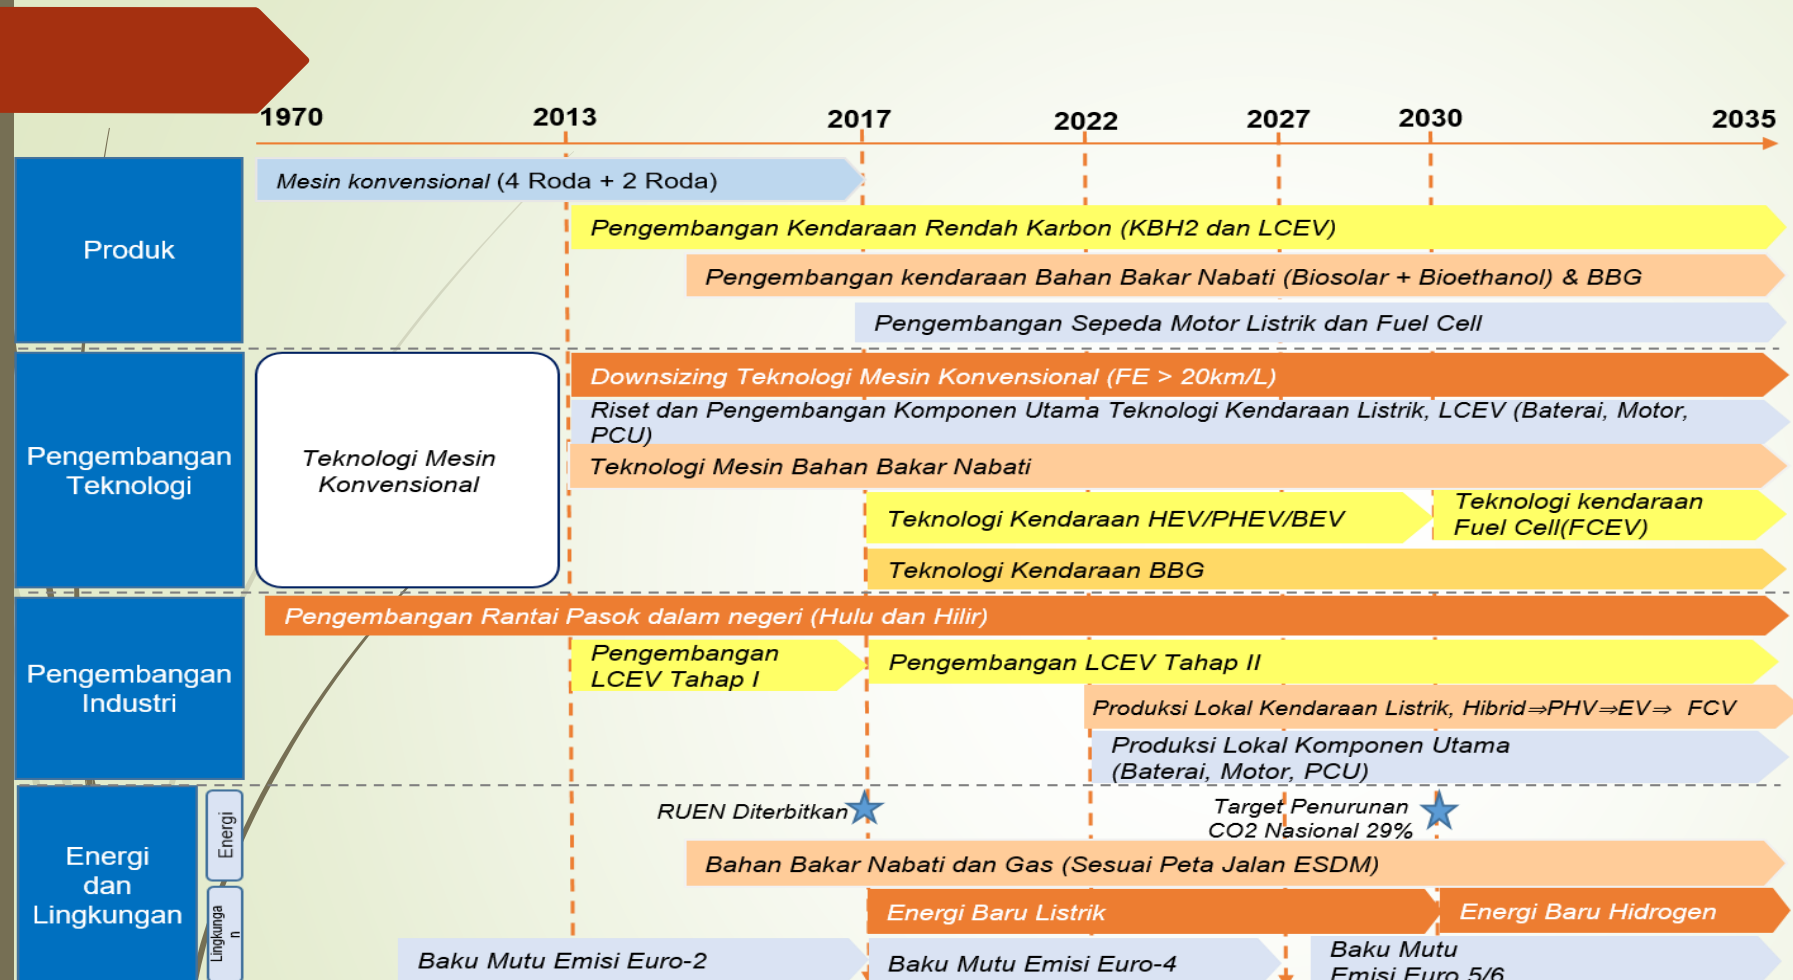 1970 2013 2017 2022 2027 2030 2035
Produk
Mesin konvensional (4 Roda + 2 Roda)
Pengembangan Kendaraan Rendah Karbon (KBH2 dan LCEV)
Pengembangan kendaraan Bahan Bakar Nabati (Biosolar + Bioethanol) & BBG
Pengembangan Sepeda Motor Listrik dan Fuel Cell
Pengembangan
Teknologi
Teknologi Mesin
Konvensional
Downsizing Teknologi Mesin Konvensional (FE > 20km/L)
Riset dan Pengembangan Komponen Utama Teknologi Kendaraan Listrik, LCEV (Baterai, Motor,
PCU)
Teknologi Mesin Bahan Bakar Nabati
Teknologi Kendaraan HEV/PHEV/BEV
Teknologi kendaraan
Fuel Cell(FCEV)
Teknologi Kendaraan BBG
Pengembangan
Industri
Pengembangan Rantai Pasok dalam negeri (Hulu dan Hilir)
Pengembangan
LCEV Tahap I
Pengembangan LCEV Tahap II
Produksi Lokal Kendaraan Listrik, Hibrid⇒PHV⇒EV⇒ FCV
Produksi Lokal Komponen Utama
(Baterai, Motor, PCU)
Energi
dan
Lingkungan
Energi
Lingkunga
n
RUEN Diterbitkan
Target Penurunan
CO2 Nasional 29%
Bahan Bakar Nabati dan Gas (Sesuai Peta Jalan ESDM)
Energi Baru Listrik
Energi Baru Hidrogen
Baku Mutu Emisi Euro-2
Baku Mutu Emisi Euro-4
Baku Mutu
Emisi Euro 5/6